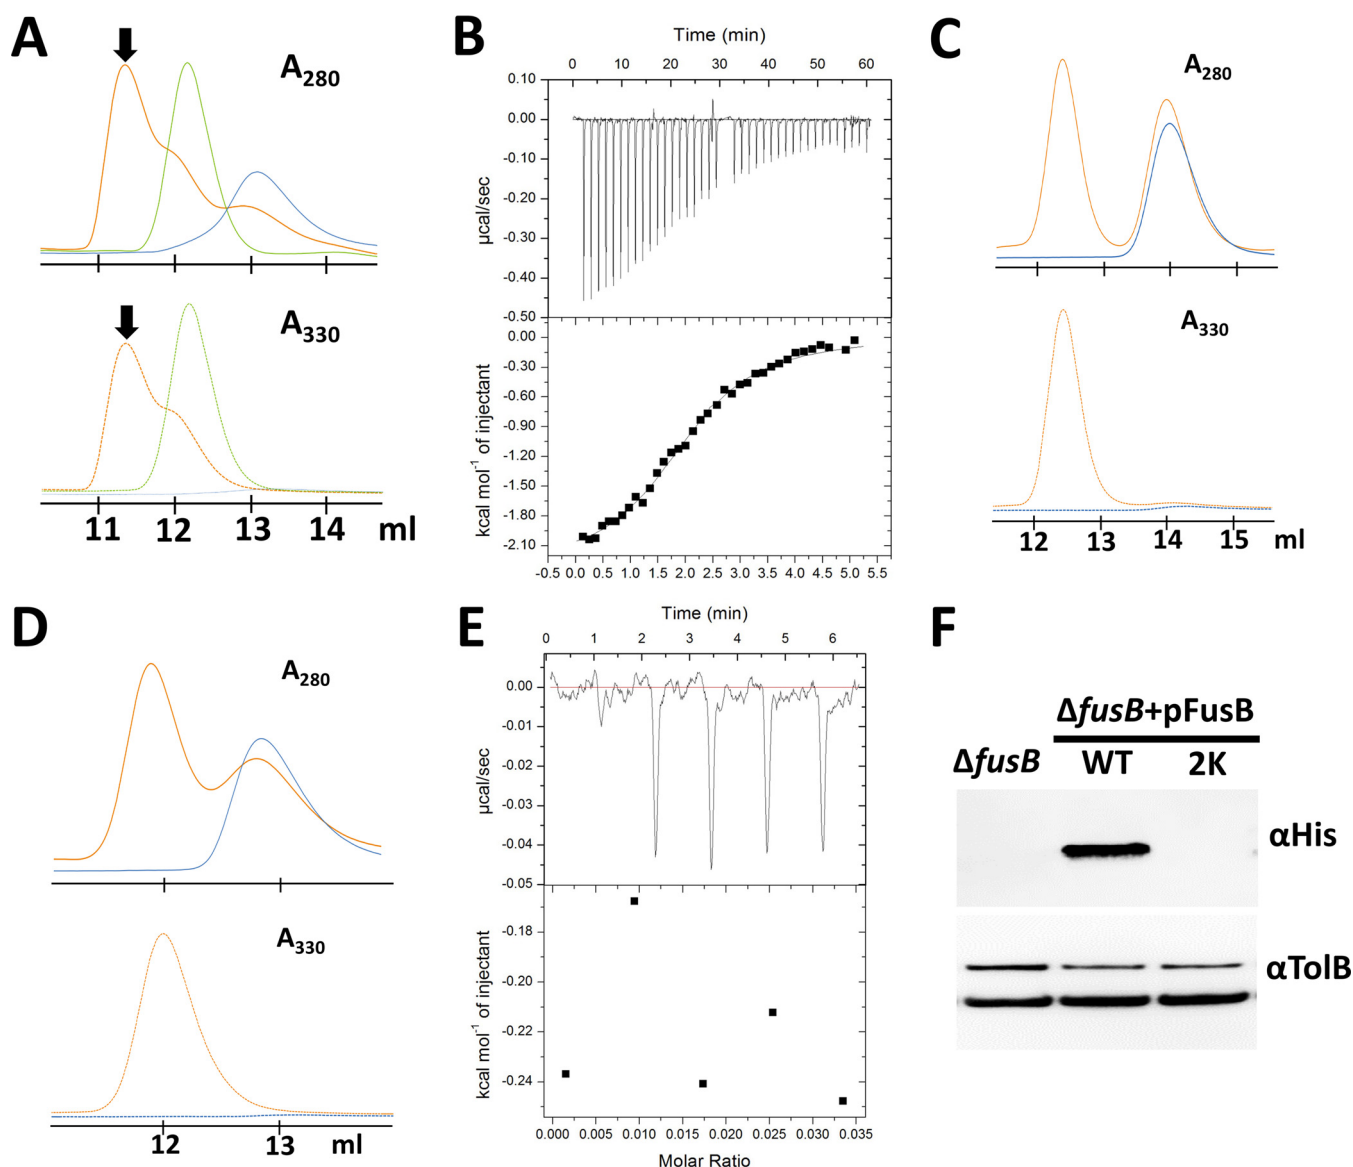 A
A280
A330
11 12 13 14 ml
B
Time (min)
0 10 20 30 40 50 60
0.10
0.00
-0.10
-0.20
-0.30
-0.40
-0.50
µcal/sec
0.00
-0.30
-0.60
-0.90
-1.20
-1.50
-1.80
-2.10
kcal mol-1 of injectant
-0.5 0.0 0.5 1.0 1.5 2.0 2.5 3.0 3.5 4.0 4.5 5.0 5.5
C
A280
A330
12 13 14 15 ml
D
A280
A330
12 13 ml
E
Time (min)
0 1 2 3 4 5 6
0.00
-0.01
-0.02
-0.03
-0.04
-0.05
µcal/sec
-0.18
-0.20
-0.22
-0.24
kcal mol-1 of injectant
0.000 0.005 0.010 0.015 0.020 0.025 0.030 0.035
Molar Ratio
F
ΔfusB+pFusB
ΔfusB WT 2K
αHis
αTolB